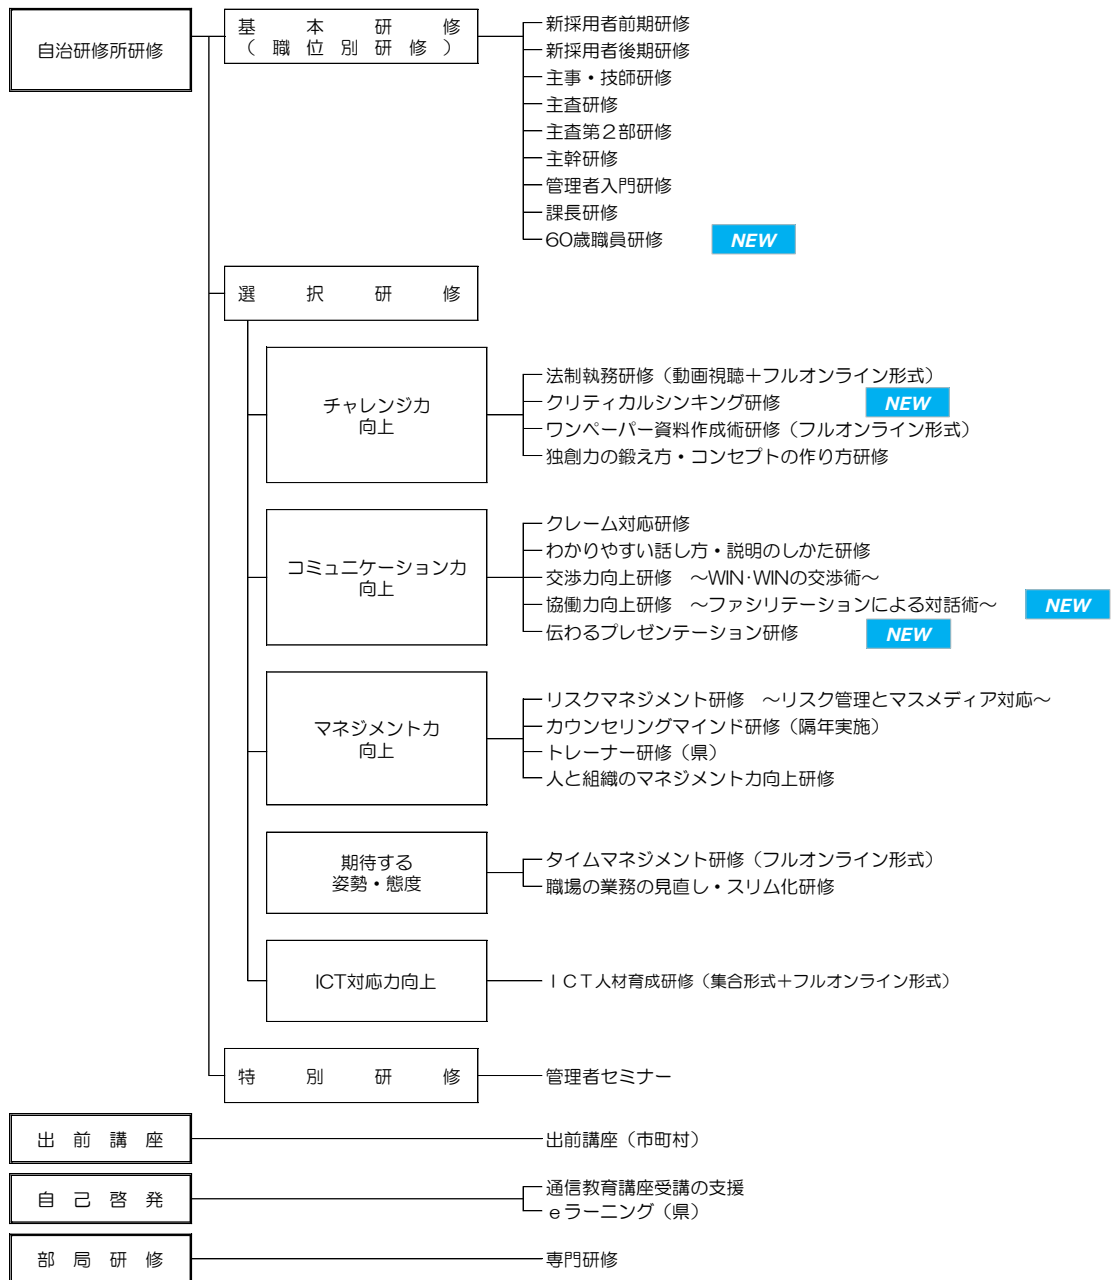 自治研修所研修
基本研修
（職位別研修）
新採用者前期研修
新採用者後期研修
主事・技師研修
主査研修
主査第２部研修
主幹研修
管理者入門研修
課長研修
60歳職員研修 NEW
選択研修
チャレンジ力
向上
法制執務研修（動画視聴＋フルオンライン形式）
クリティカルシンキング研修 NEW
ワンペーパー資料作成術研修（フルオンライン形式）
独創力の鍛え方・コンセプトの作り方研修
コミュニケーション力
向上
クレーム対応研修
わかりやすい話し方・説明のしかた研修
交渉力向上研修　～WIN･WINの交渉術～
協働力向上研修　～ファシリテーションによる対話術～ NEW
伝わるプレゼンテーション研修 NEW
マネジメント力
向上
リスクマネジメント研修　～リスク管理とマスメディア対応～
カウンセリングマインド研修（隔年実施）
トレーナー研修（県）
人と組織のマネジメント力向上研修
期待する
姿勢・態度
タイムマネジメント研修（フルオンライン形式）
職場の業務の見直し・スリム化研修
ICT対応力向上
ＩＣＴ人材育成研修（集合形式＋フルオンライン形式）
特別研修
管理者セミナー
出前講座
出前講座（市町村）
自己啓発
通信教育講座受講の支援
ｅラーニング（県）
部局研修
専門研修